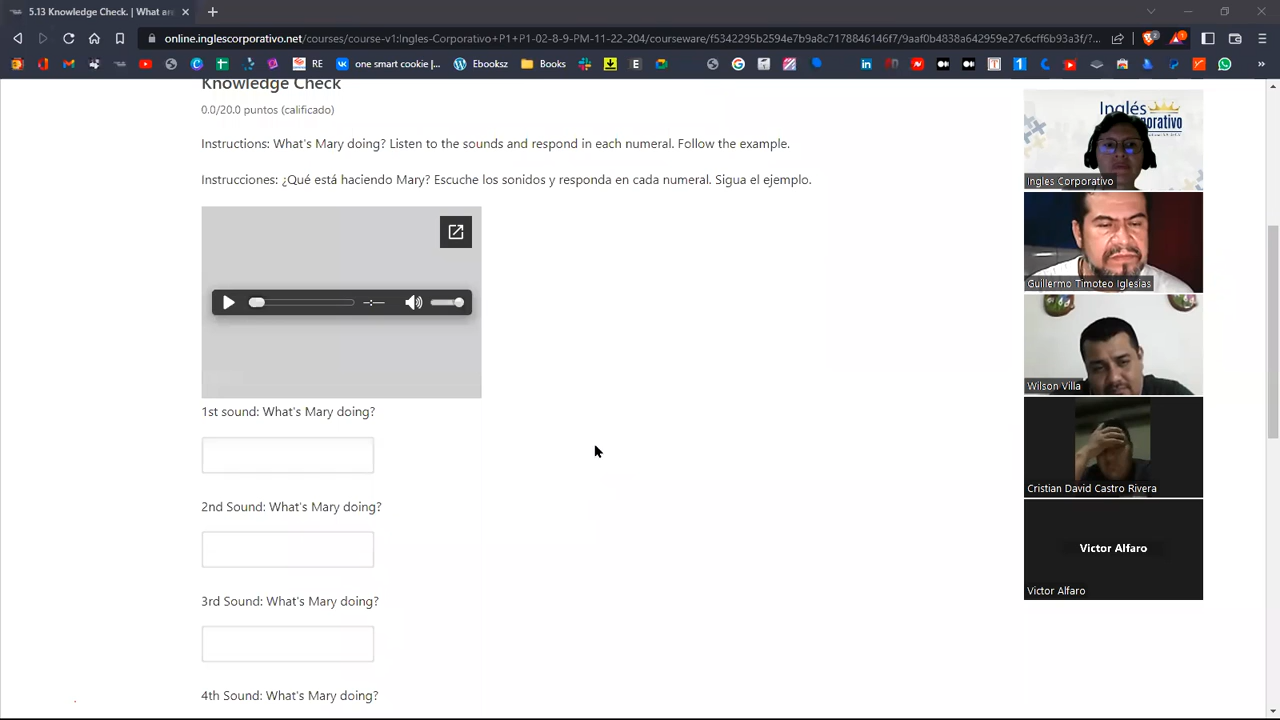 5.13 Knowledge Check. | What are
online.inglescorporativo.net/courses/course-v1:Ingles-Corporativo+P1+P1-02-8-9-PM-11-22-204/courseware/f5342295b2594e7b9a8c7178846146f7/9aaf0b4838a642959e27c6cff6b93a3f/?...
RE
one smart cookie |...
Ebooksz
Books
Knowledge Check
0.0/20.0 puntos (calificado)
Instructions: What's Mary doing? Listen to the sounds and respond in each numeral. Follow the example.
Instrucciones: ¿Qué está haciendo Mary? Escuche los sonidos y responda en cada numeral. Siga el ejemplo.
-:--
1st sound: What's Mary doing?
2nd Sound: What's Mary doing?
3rd Sound: What's Mary doing?
4th Sound: What's Mary doing?
Inglés
Ingles Corporativo
Guillermo Timoteo Iglesias
Wilson Villa
Cristian David Castro Rivera
Victor Alfaro
Victor Alfaro